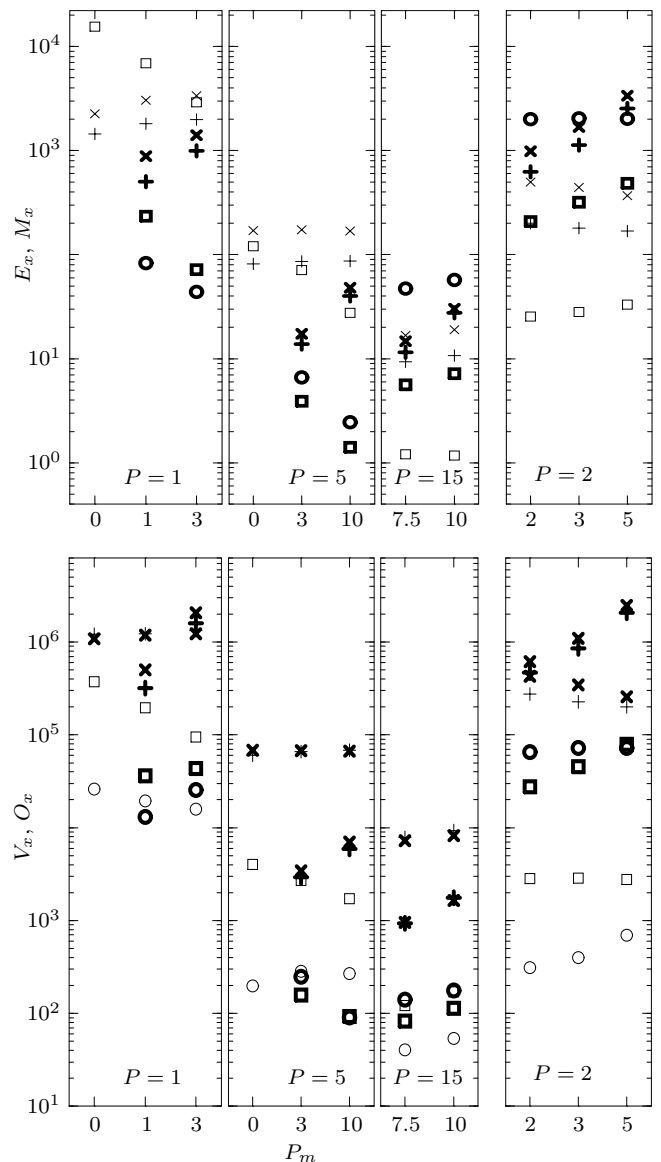 10^4
10^3
10^2
10^1
10^0
E_x, M_x
P = 1
P = 5
P = 15
P = 2
0 1 3 0 3 10 7.5 10 2 3 5
10^6
10^5
10^3
10^2
10^1
V_x, O_x
P = 1
P = 5
P = 15
P = 2
0 1 3 0 3 10 7.5 10 2 3 5
P_m